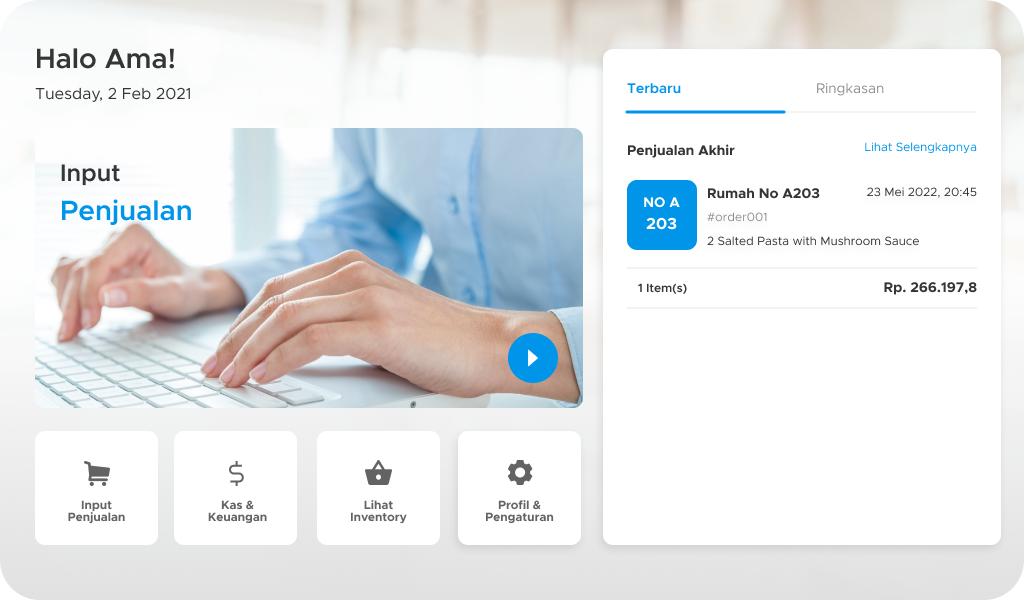 Halo Ama!
Tuesday, 2 Feb 2021
Input
Penjualan
Input
Penjualan
Kas &
Keuangan
Lihat
Inventory
Profil &
Pengaturan
Terbaru
Ringkasan
Penjualan Akhir
Lihat Selengkapnya
NO A
203
Rumah No A203
23 Mei 2022, 20:45
#order001
2 Salted Pasta with Mushroom Sauce
1 Item(s)
Rp. 266.197,8